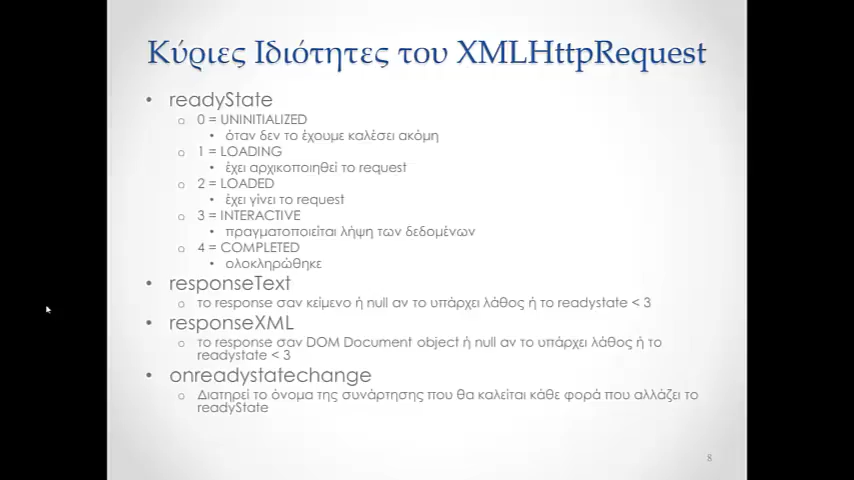 Κύριες Ιδιότητες του XMLHttpRequest
• readyState
o 0 = UNINITIALIZED
• όταν δεν το έχουμε καλέσει ακόμη
o 1 = LOADING
• έχει αρχικοποιηθεί το request
o 2 = LOADED
• έχει γίνει το request
o 3 = INTERACTIVE
• πραγματοποιείται λήψη των δεδομένων
o 4 = COMPLETED
• ολοκληρώθηκε
• responseText
o το response σαν κείμενο ή null αν το υπάρχει λάθος ή το readystate < 3
• responseXML
o το response σαν DOM Document object ή null αν το υπάρχει λάθος ή το
readystate < 3
• onreadystatechange
o Διατηρεί το όνομα της συνάρτησης που θα καλείται κάθε φορά που αλλάζει το
readyState
8